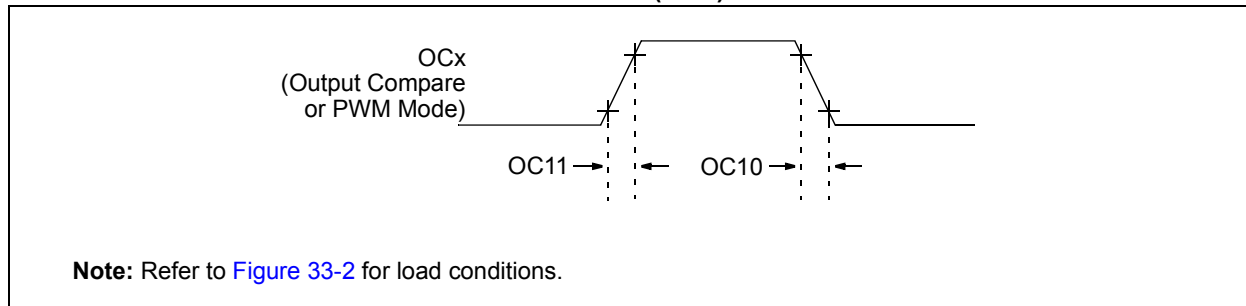 OCx
(Output Compare
or PWM Mode)
OC11
OC10
Note: Refer to Figure 33-2 for load conditions.